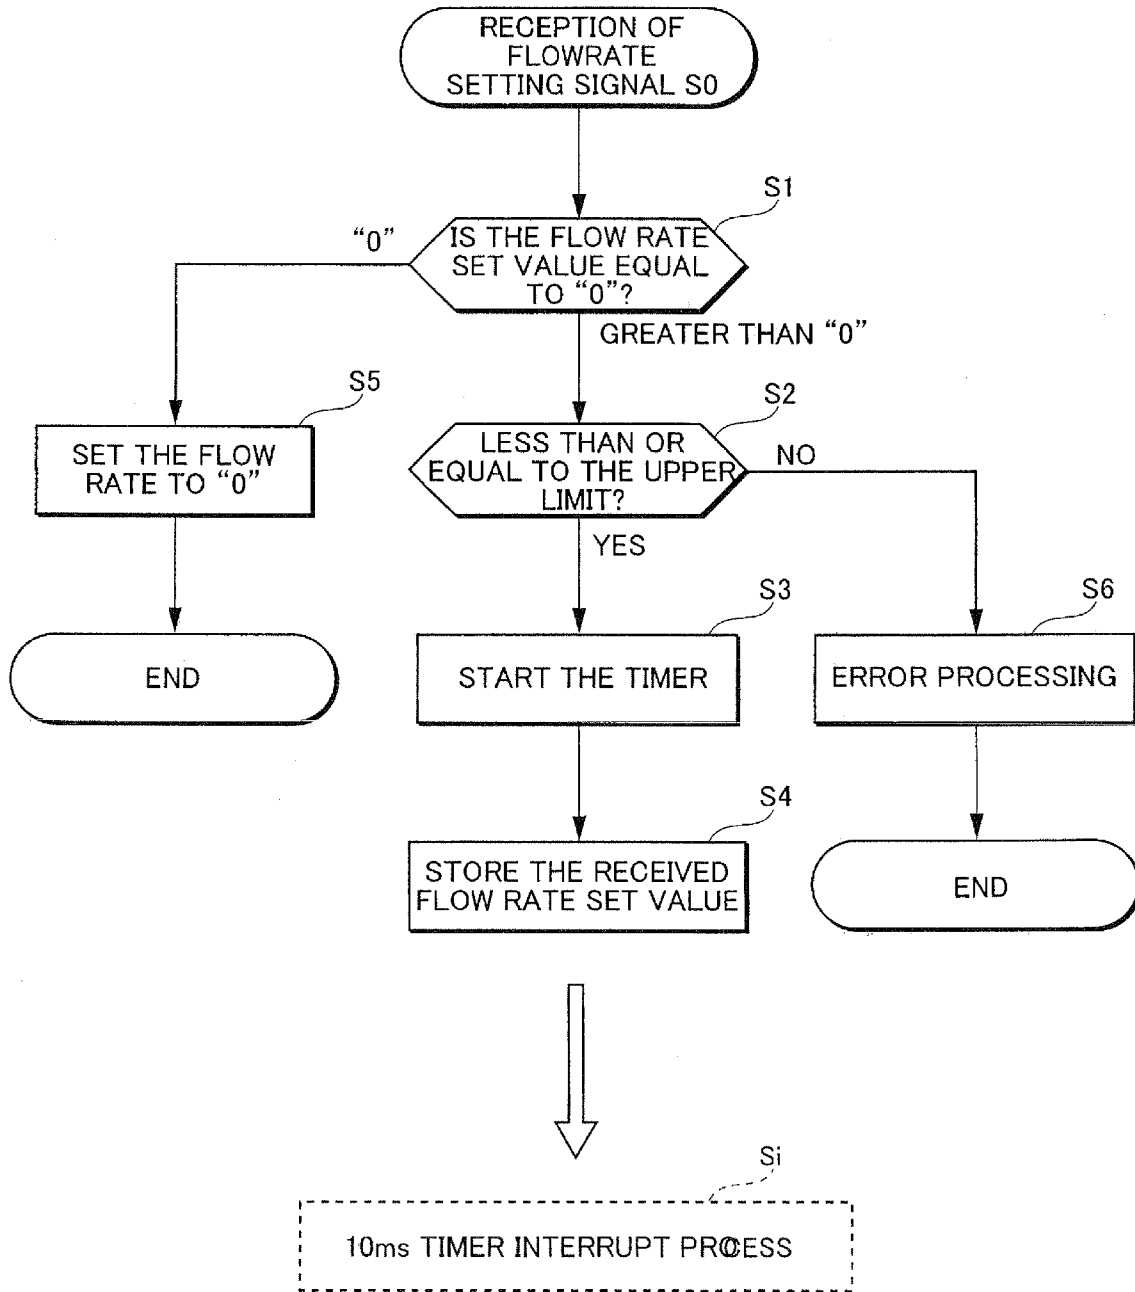 RECEPTION OF
FLOWRATE
SETTING SIGNAL S0
S1
"0"
IS THE FLOW RATE
SET VALUE EQUAL
TO "0"?
GREATER THAN "0"
S5
S2
SET THE FLOW
RATE TO "0"
LESS THAN OR
EQUAL TO THE UPPER
LIMIT?
NO
YES
S3
S6
END
START THE TIMER
ERROR PROCESSING
S4
STORE THE RECEIVED
FLOW RATE SET VALUE
END
Si
10ms TIMER INTERRUPT PROCESS